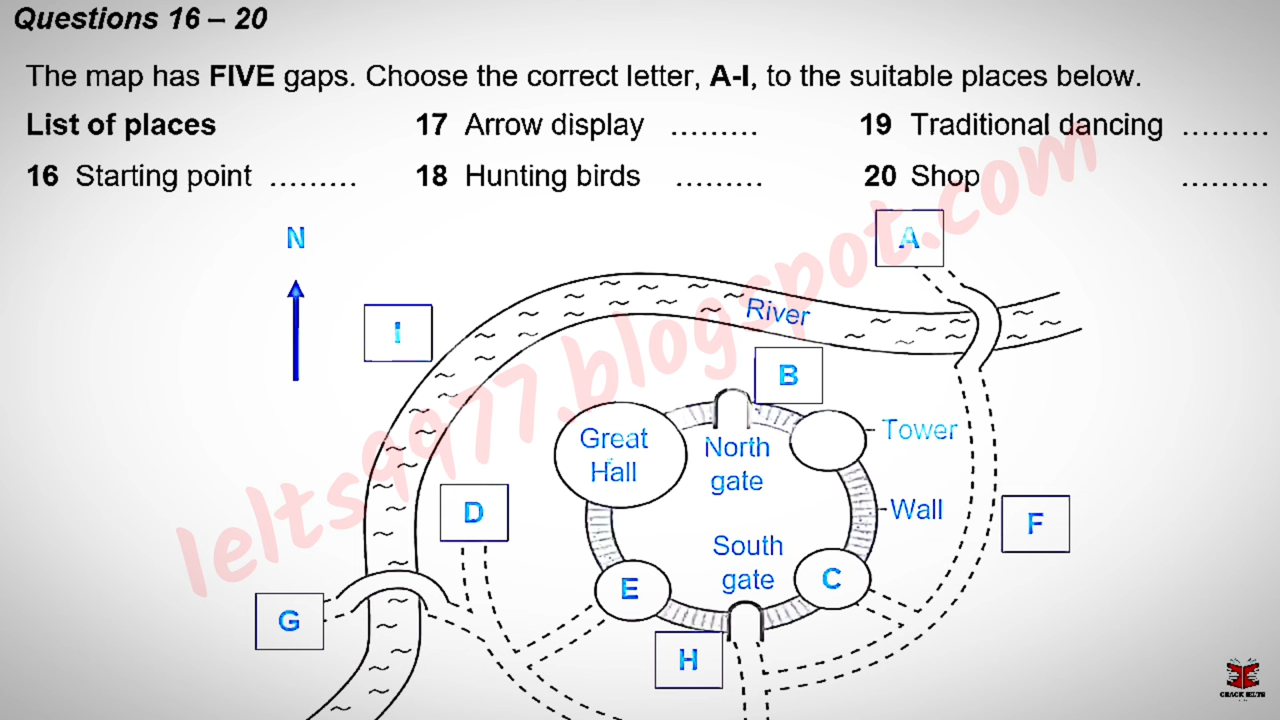 Questions 16 – 20
The map has FIVE gaps. Choose the correct letter, A-I, to the suitable places below.
List of places 17 Arrow display ......... 19 Traditional dancing .........
16 Starting point ......... 18 Hunting birds ......... 20 Shop .........
N
A
I
River
B
Great
Hall
North
gate
Tower
D
Wall
F
South
gate
E
C
G
H
Ielts9977.blogspot.com
CRACK IELTS